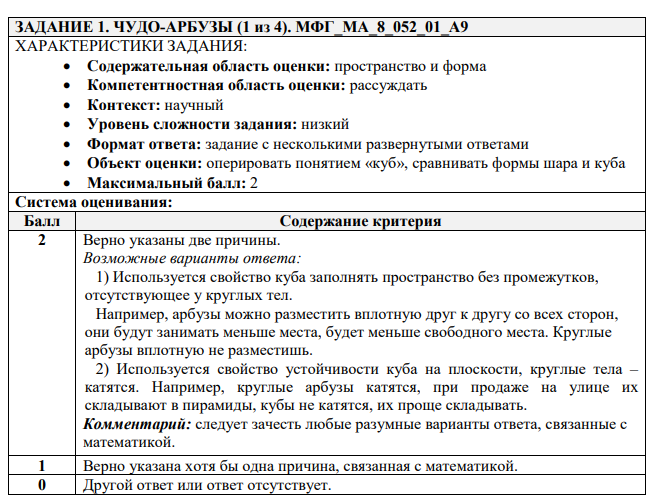 ЗАДАНИЕ 1. ЧУДО-АРБУЗЫ (1 из 4). МФГ_МА_8_052_01_А9
ХАРАКТЕРИСТИКИ ЗАДАНИЯ:
• Содержательная область оценки: пространство и форма
• Компетентностная область оценки: рассуждать
• Контекст: научный
• Уровень сложности задания: низкий
• Формат ответа: задание с несколькими развернутыми ответами
• Объект оценки: оперировать понятием «куб», сравнивать формы шара и куба
• Максимальный балл: 2
Система оценивания:
Балл Содержание критерия
2 Верно указаны две причины.
Возможные варианты ответа:
1) Используется свойство куба заполнять пространство без промежутков,
отсутствующее у круглых тел.
Например, арбузы можно разместить вплотную друг к другу со всех сторон,
они будут занимать меньше места, будет меньше свободного места. Круглые
арбузы вплотную не разместишь.
2) Используется свойство устойчивости куба на плоскости, круглые тела –
катятся. Например, круглые арбузы катятся, при продаже на улице их
складывают в пирамиды, кубы не катятся, их проще складывать.
Комментарий: следует зачесть любые разумные варианты ответа, связанные с
математикой.
1 Верно указана хотя бы одна причина, связанная с математикой.
0 Другой ответ или ответ отсутствует.